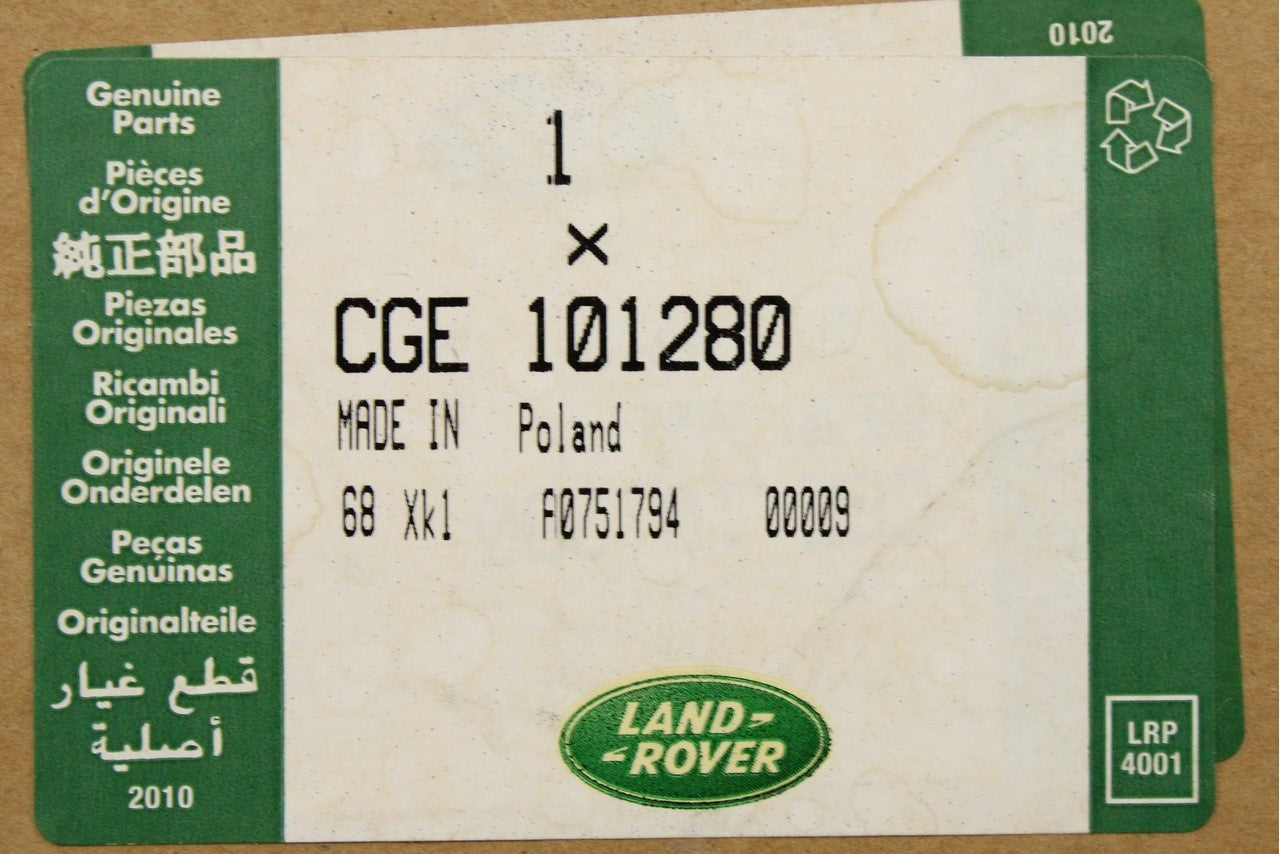 Genuine
Parts
Pièces
d'Origine
純正部品
Piezas
Originales
Ricambi
Originali
Originele
Onderdelen
Peças
Genuinas
Originalteile
قطع غيار
أصلية
2010
1
×
CGE 101280
MADE IN Poland
68 Xk1 A0751794 00009
LAND-
-ROVER
2010
LRP
4001